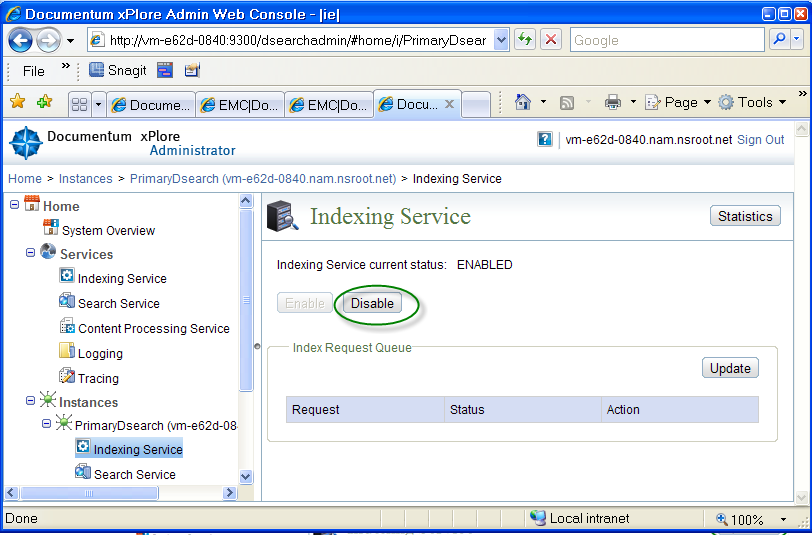 Documentum xPlore Admin Web Console - |ie|
http://vm-e62d-0840:9300/dsearchadmin/#home/i/PrimaryDsear
Google
File
Snagit
Docume...
EMC|Do...
EMC|Do...
Docu...
Page
Tools
Documentum xPlore
Administrator
vm-e62d-0840.nam.nsroot.net Sign Out
Home > Instances > PrimaryDsearch (vm-e62d-0840.nam.nsroot.net) > Indexing Service
Home
System Overview
Services
Indexing Service
Search Service
Content Processing Service
Logging
Tracing
Instances
PrimaryDsearch (vm-e62d-08
Indexing Service
Search Service
Indexing Service
Statistics
Indexing Service current status: ENABLED
Enable Disable
Index Request Queue
Update
Request Status Action
Done
Local intranet
100%